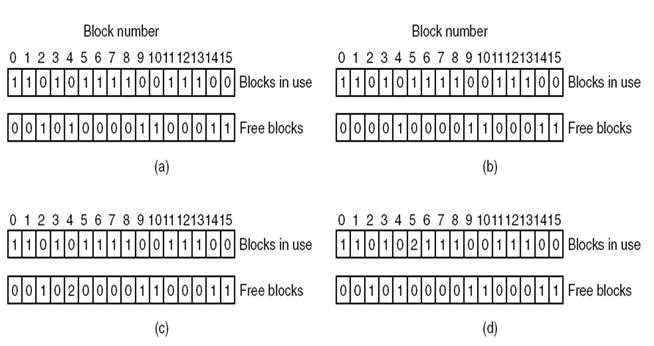 Block number
0 1 2 3 4 5 6 7 8 9 10 11 12 13 14 15
1 1 0 1 0 1 1 1 1 0 0 1 1 1 0 0 Blocks in use
0 0 1 0 1 0 0 0 0 1 1 0 0 0 1 1 Free blocks
(a)
Block number
0 1 2 3 4 5 6 7 8 9 10 11 12 13 14 15
1 1 0 1 0 1 1 1 1 0 0 1 1 1 0 0 Blocks in use
0 0 0 0 1 0 0 0 0 1 1 0 0 0 1 1 Free blocks
(b)
0 1 2 3 4 5 6 7 8 9 10 11 12 13 14 15
1 1 0 1 0 1 1 1 1 0 0 1 1 1 0 0 Blocks in use
0 0 1 0 2 0 0 0 0 1 1 0 0 0 1 1 Free blocks
(c)
0 1 2 3 4 5 6 7 8 9 10 11 12 13 14 15
1 1 0 1 0 2 1 1 1 0 0 1 1 1 0 0 Blocks in use
0 0 1 0 1 0 0 0 0 1 1 0 0 0 1 1 Free blocks
(d)